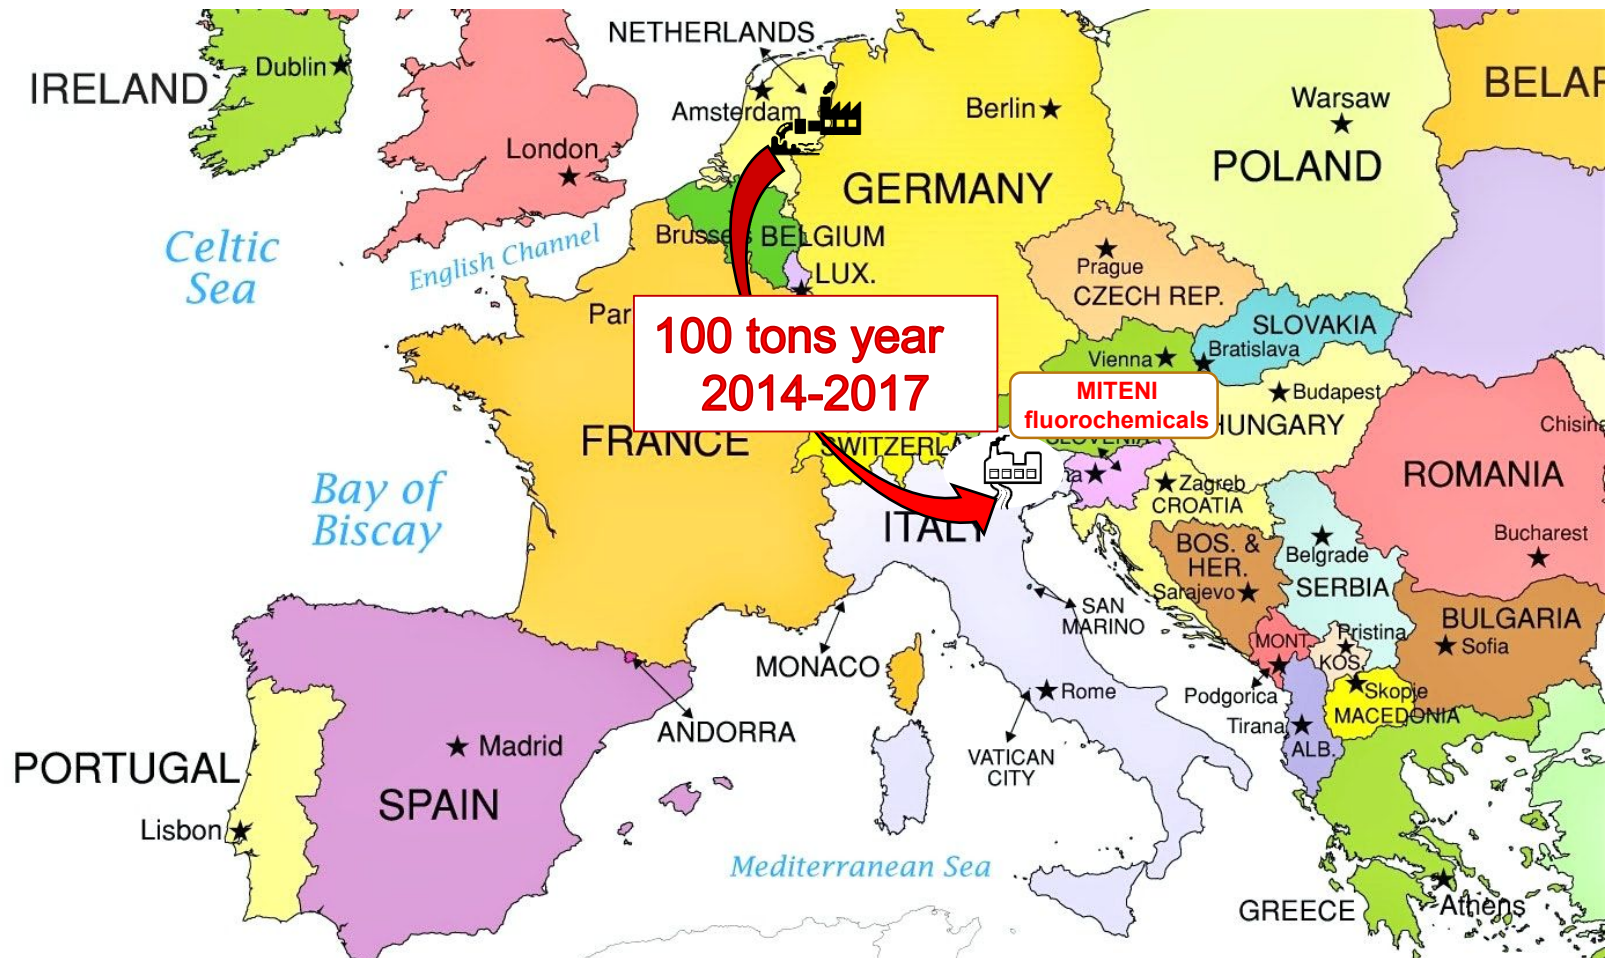 NETHERLANDS
IRELAND
Dublin
Amsterdam
Berlin
Warsaw
BELAR
London
POLAND
GERMANY
Celtic
Sea
English Channel
Brussels
BELGIUM
LUX.
Prague
CZECH REP.
Par
100 tons year
2014-2017
SLOVAKIA
Vienna
Bratislava
MITENI
fluorochemicals
Budapest
HUNGARY
Chisin
FRANCE
SWITZERLA
SLOVENIA
ROMANIA
na
Zagreb
CROATIA
Bay of
Biscay
ITALY
BOS. &
HER.
Sarajevo
Belgrade
SERBIA
Bucharest
SAN
MARINO
BULGARIA
Sofia
MONACO
MONT.
Pristina
KOS.
Rome
Podgorica
Skopje
MACEDONIA
Tirana
ALB.
ANDORRA
VATICAN
CITY
PORTUGAL
Madrid
SPAIN
Lisbon
Mediterranean Sea
GREECE
Athens